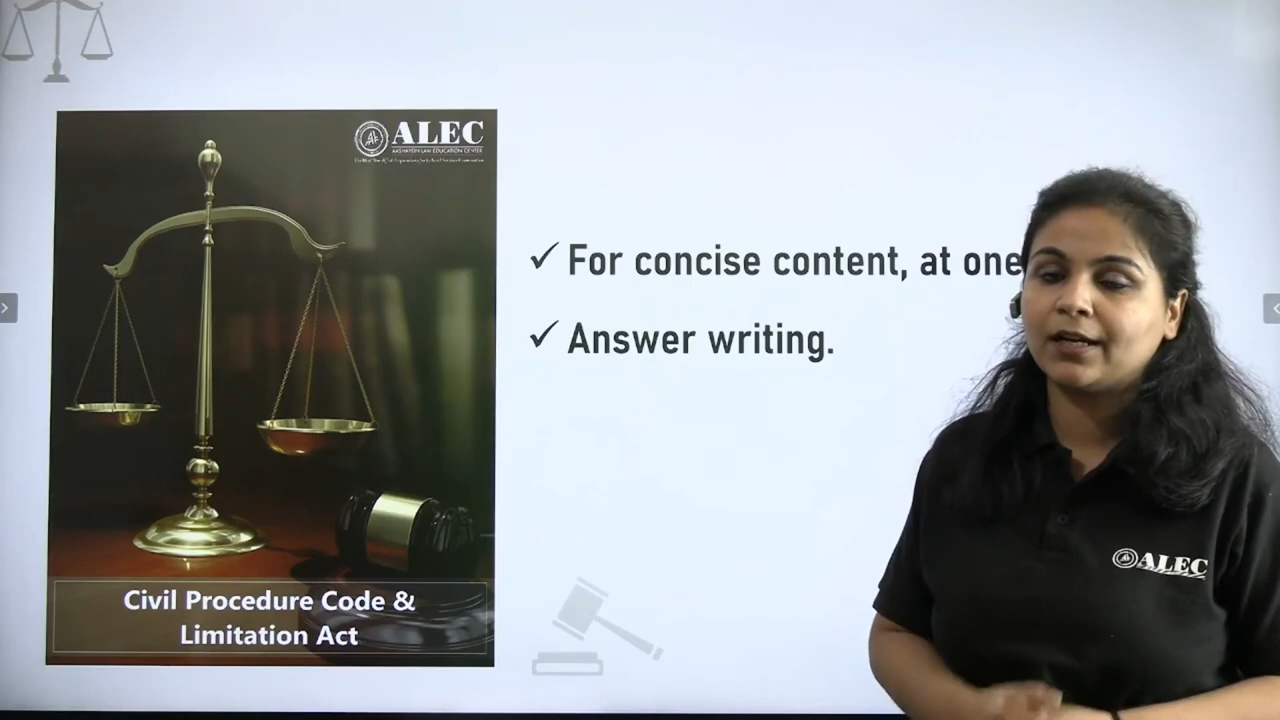 ALEC
AASHAYEIN LAW EDUCATION CENTER
For concise content, at one
Answer writing.
Civil Procedure Code &
Limitation Act
ALEC